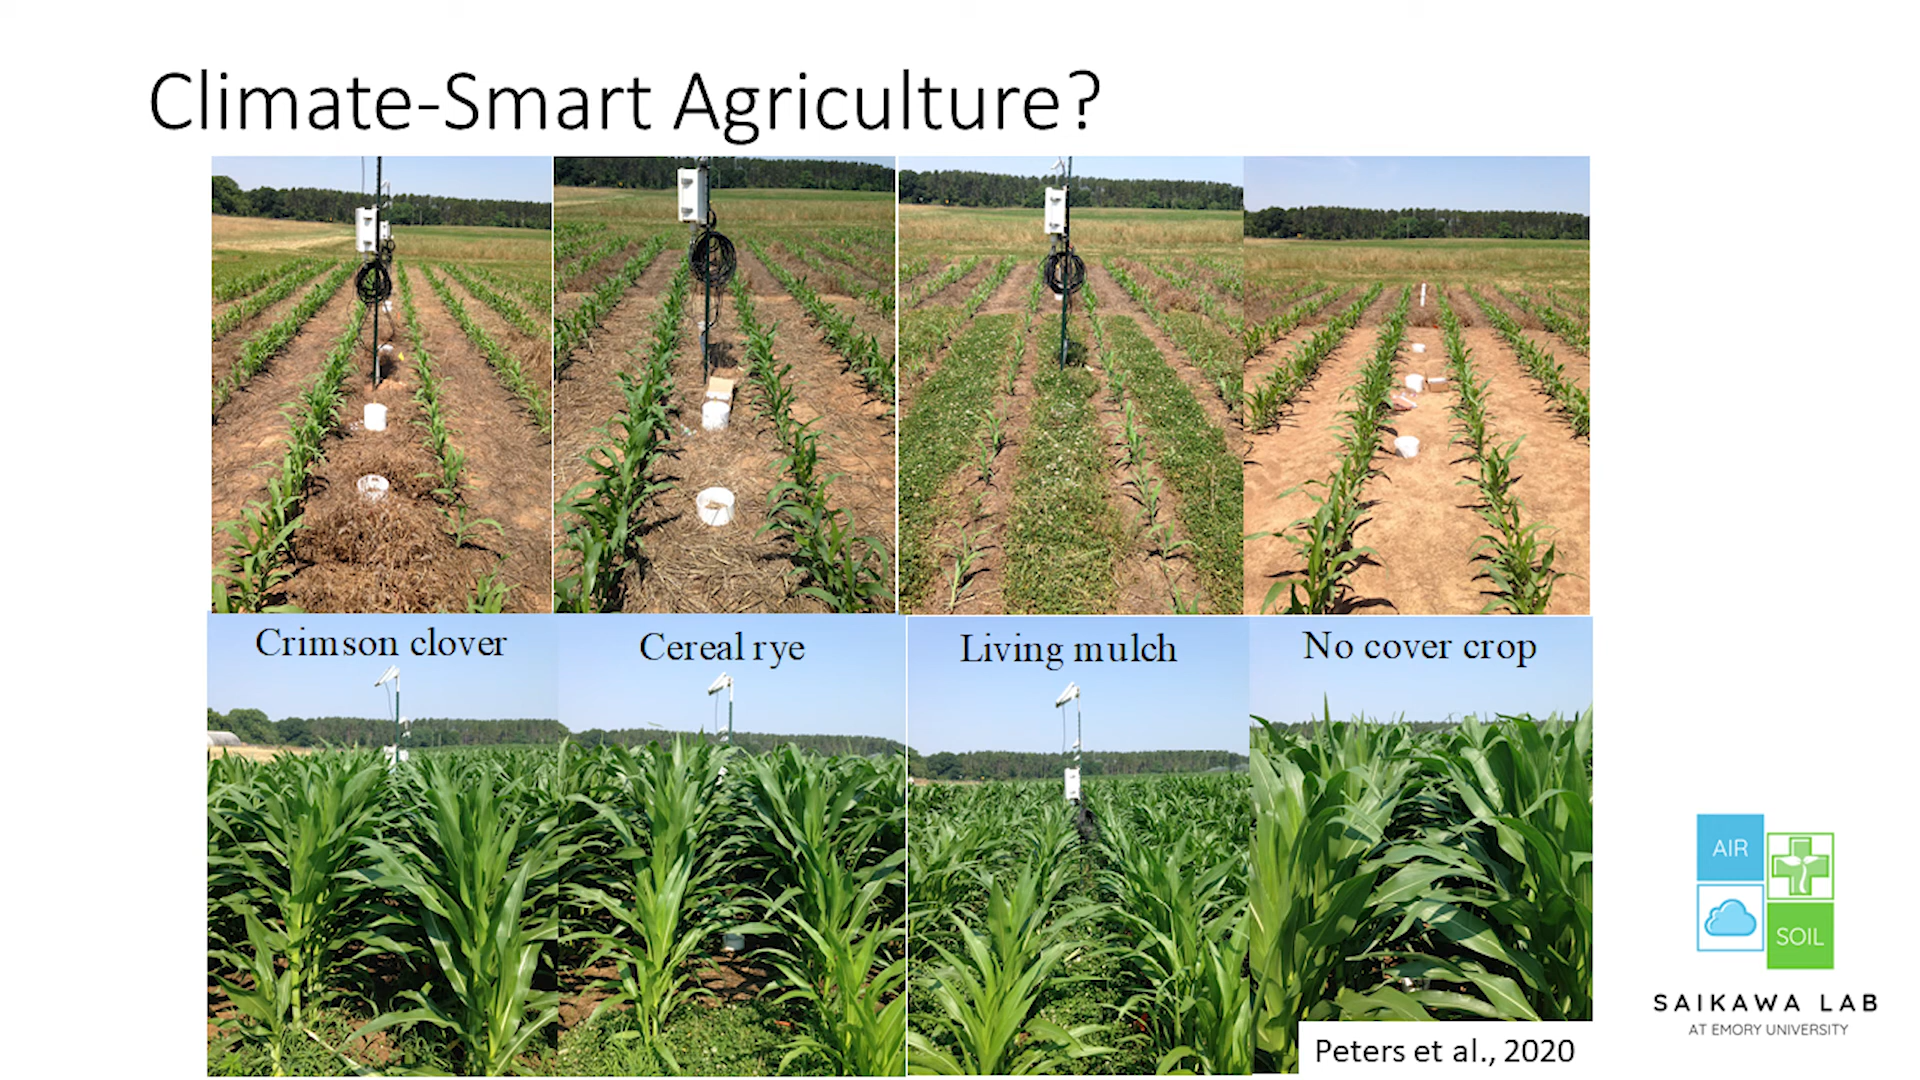 Climate-Smart Agriculture?
Crimson clover
Cereal rye
Living mulch
No cover crop
AIR
SOIL
SAIKAWA LAB
AT EMORY UNIVERSITY
Peters et al., 2020